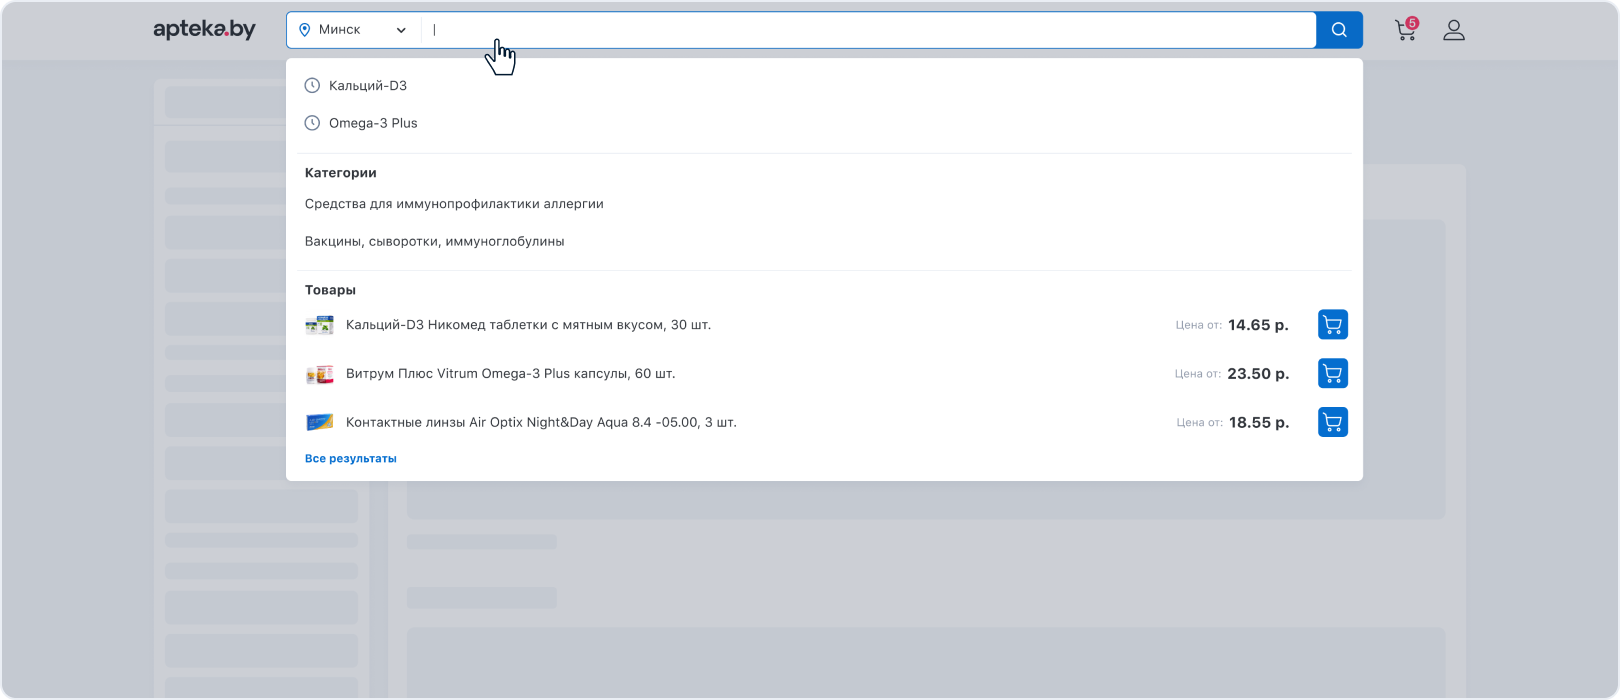 apteka.by
Минск
5
Кальций-D3
Omega-3 Plus
Категории
Средства для иммунопрофилактики аллергии
Вакцины, сыворотки, иммуноглобулины
Товары
Кальций-D3 Никомед таблетки с мятным вкусом, 30 шт. Цена от: 14.65 р.
Витрум Плюс Vitrum Omega-3 Plus капсулы, 60 шт. Цена от: 23.50 р.
Контактные линзы Air Optix Night&Day Aqua 8.4 -05.00, 3 шт. Цена от: 18.55 р.
Все результаты